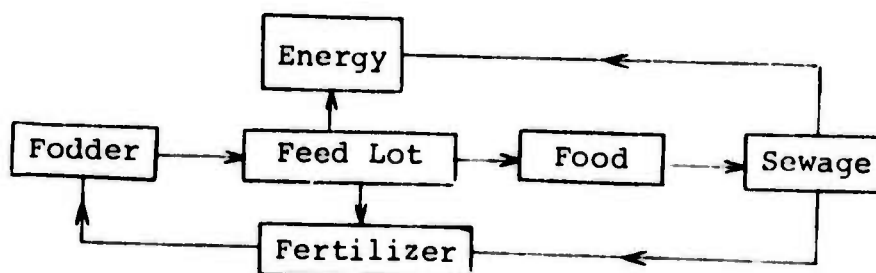 Energy
Fodder
Feed Lot
Food
Sewage
Fertilizer